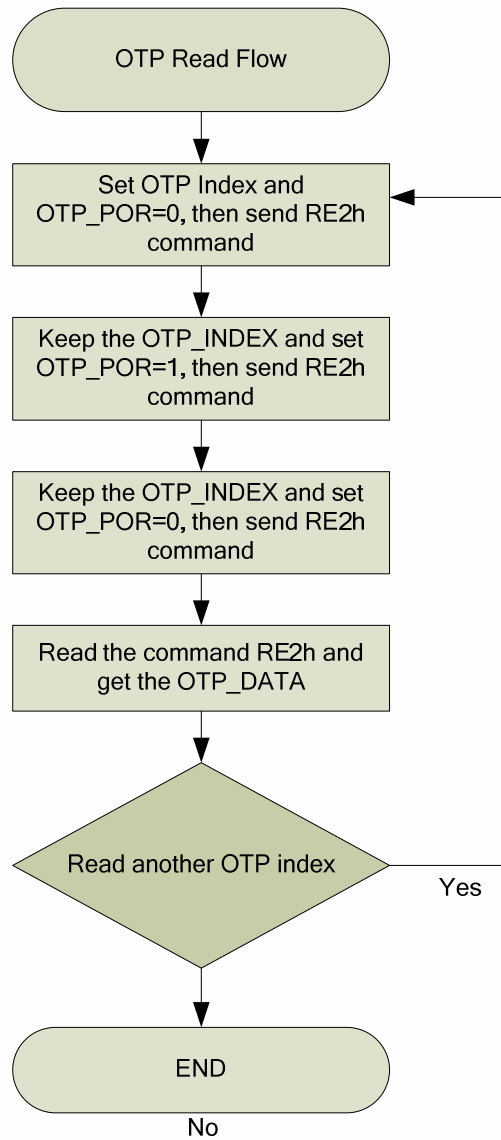 OTP Read Flow
Set OTP Index and
OTP_POR=0, then send RE2h
command
Keep the OTP_INDEX and set
OTP_POR=1, then send RE2h
command
Keep the OTP_INDEX and set
OTP_POR=0, then send RE2h
command
Read the command RE2h and
get the OTP_DATA
Read another OTP index
Yes
END
No